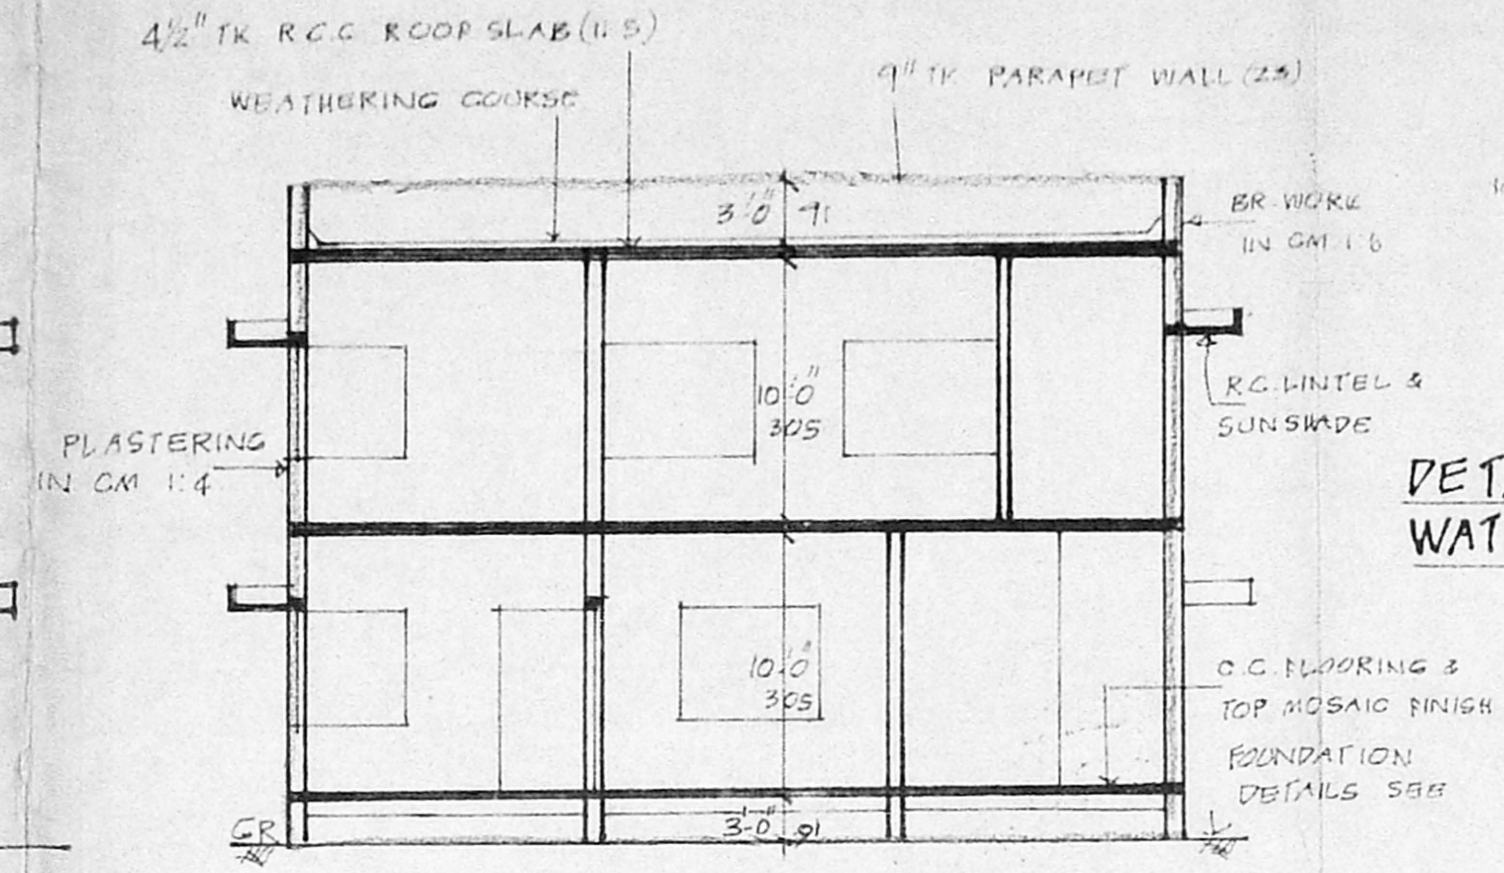 4½" TK R.C.C ROOF SLAB (11.5)
WEATHERING COURSE
9" TK PARAPET WALL (23)
3'-0" 91
BR. WORK
IN CM 1:6
10'-0"
305
R.C. LINTEL &
SUNSHADE
PLASTERING
IN CM 1:4
DET
WAT
10'-0"
305
C.C. FLOORING &
TOP MOSAIC FINISH
FOUNDATION
DETAILS SEE
3'-0" 91
GR